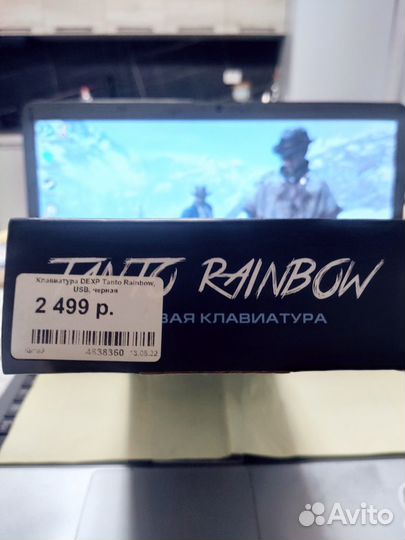 TANTO RAINBOW
Клавиатура DEXP Tanto Rainbow,
USB, черная
2 499 р.
ВАЯ КЛАВИАТУРА
4838360 13.05.22
Avito